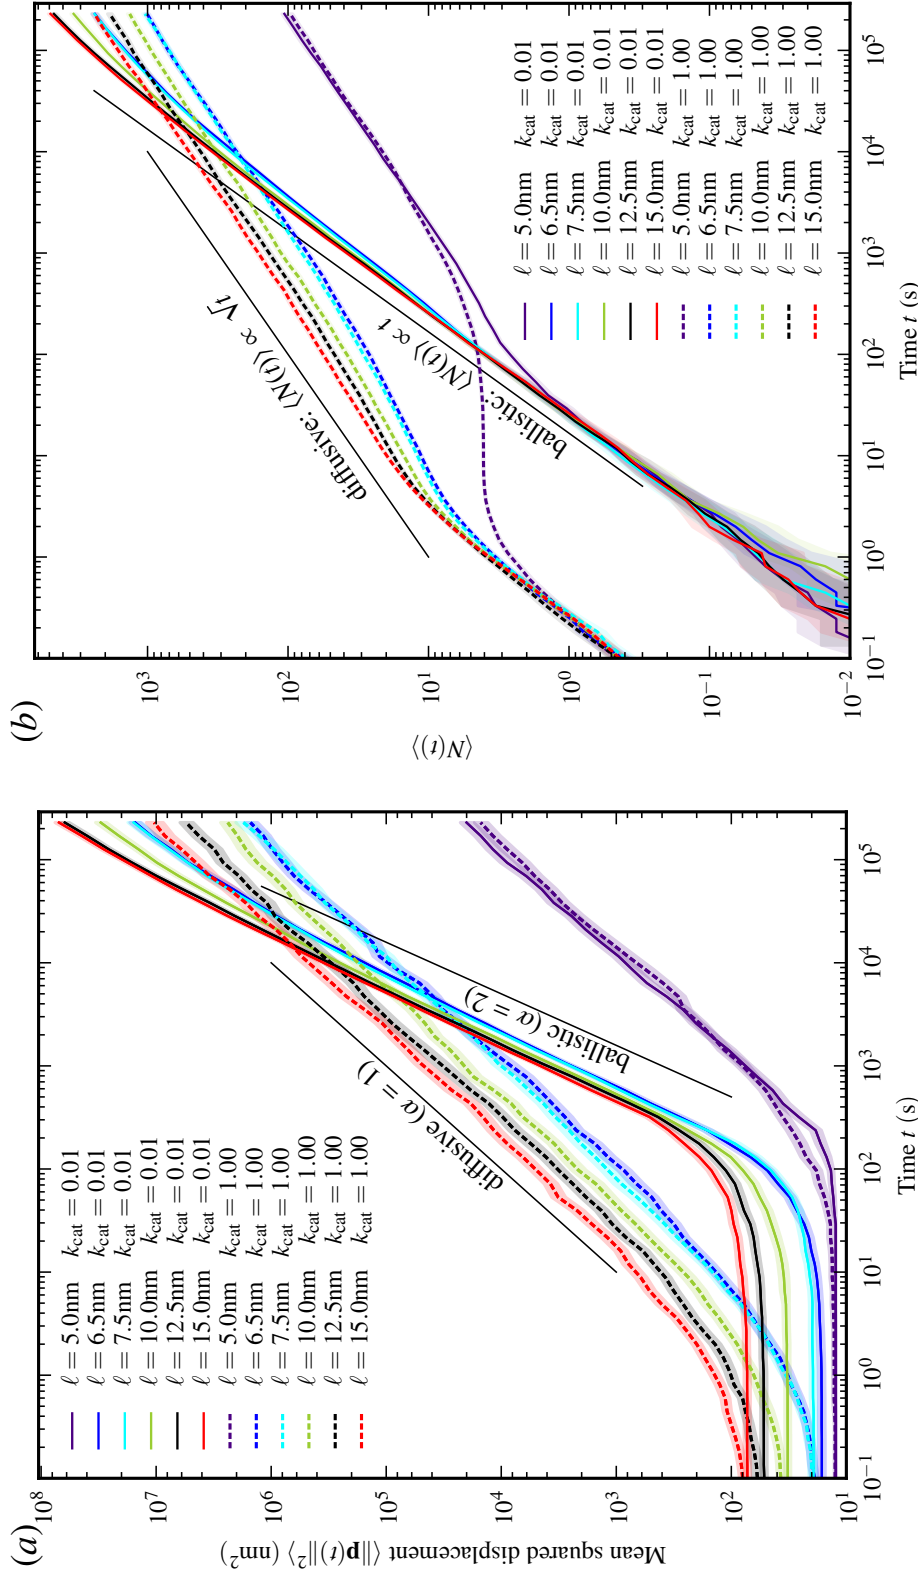 (a)
Mean squared displacement ⟨||p(t)||²⟩ (nm²)
10⁸
10⁷
10⁶
10⁵
10⁴
10³
10²
10¹
ℓ = 5.0nm k_cat = 0.01
ℓ = 6.5nm k_cat = 0.01
ℓ = 7.5nm k_cat = 0.01
ℓ = 10.0nm k_cat = 0.01
ℓ = 12.5nm k_cat = 0.01
ℓ = 15.0nm k_cat = 0.01
ℓ = 5.0nm k_cat = 1.00
ℓ = 6.5nm k_cat = 1.00
ℓ = 7.5nm k_cat = 1.00
ℓ = 10.0nm k_cat = 1.00
ℓ = 12.5nm k_cat = 1.00
ℓ = 15.0nm k_cat = 1.00
diffusive (α = 1)
ballistic (α = 2)
10⁻¹ 10⁰ 10¹ 10² 10³ 10⁴ 10⁵
Time t (s)
(b)
⟨N(t)⟩
10³
10²
10¹
10⁰
10⁻¹
10⁻²
diffusive: ⟨N(t)⟩ ∝ √t
ballistic: ⟨N(t)⟩ ∝ t
ℓ = 5.0nm k_cat = 0.01
ℓ = 6.5nm k_cat = 0.01
ℓ = 7.5nm k_cat = 0.01
ℓ = 10.0nm k_cat = 0.01
ℓ = 12.5nm k_cat = 0.01
ℓ = 15.0nm k_cat = 0.01
ℓ = 5.0nm k_cat = 1.00
ℓ = 6.5nm k_cat = 1.00
ℓ = 7.5nm k_cat = 1.00
ℓ = 10.0nm k_cat = 1.00
ℓ = 12.5nm k_cat = 1.00
ℓ = 15.0nm k_cat = 1.00
10⁻¹ 10⁰ 10¹ 10² 10³ 10⁴ 10⁵
Time t (s)